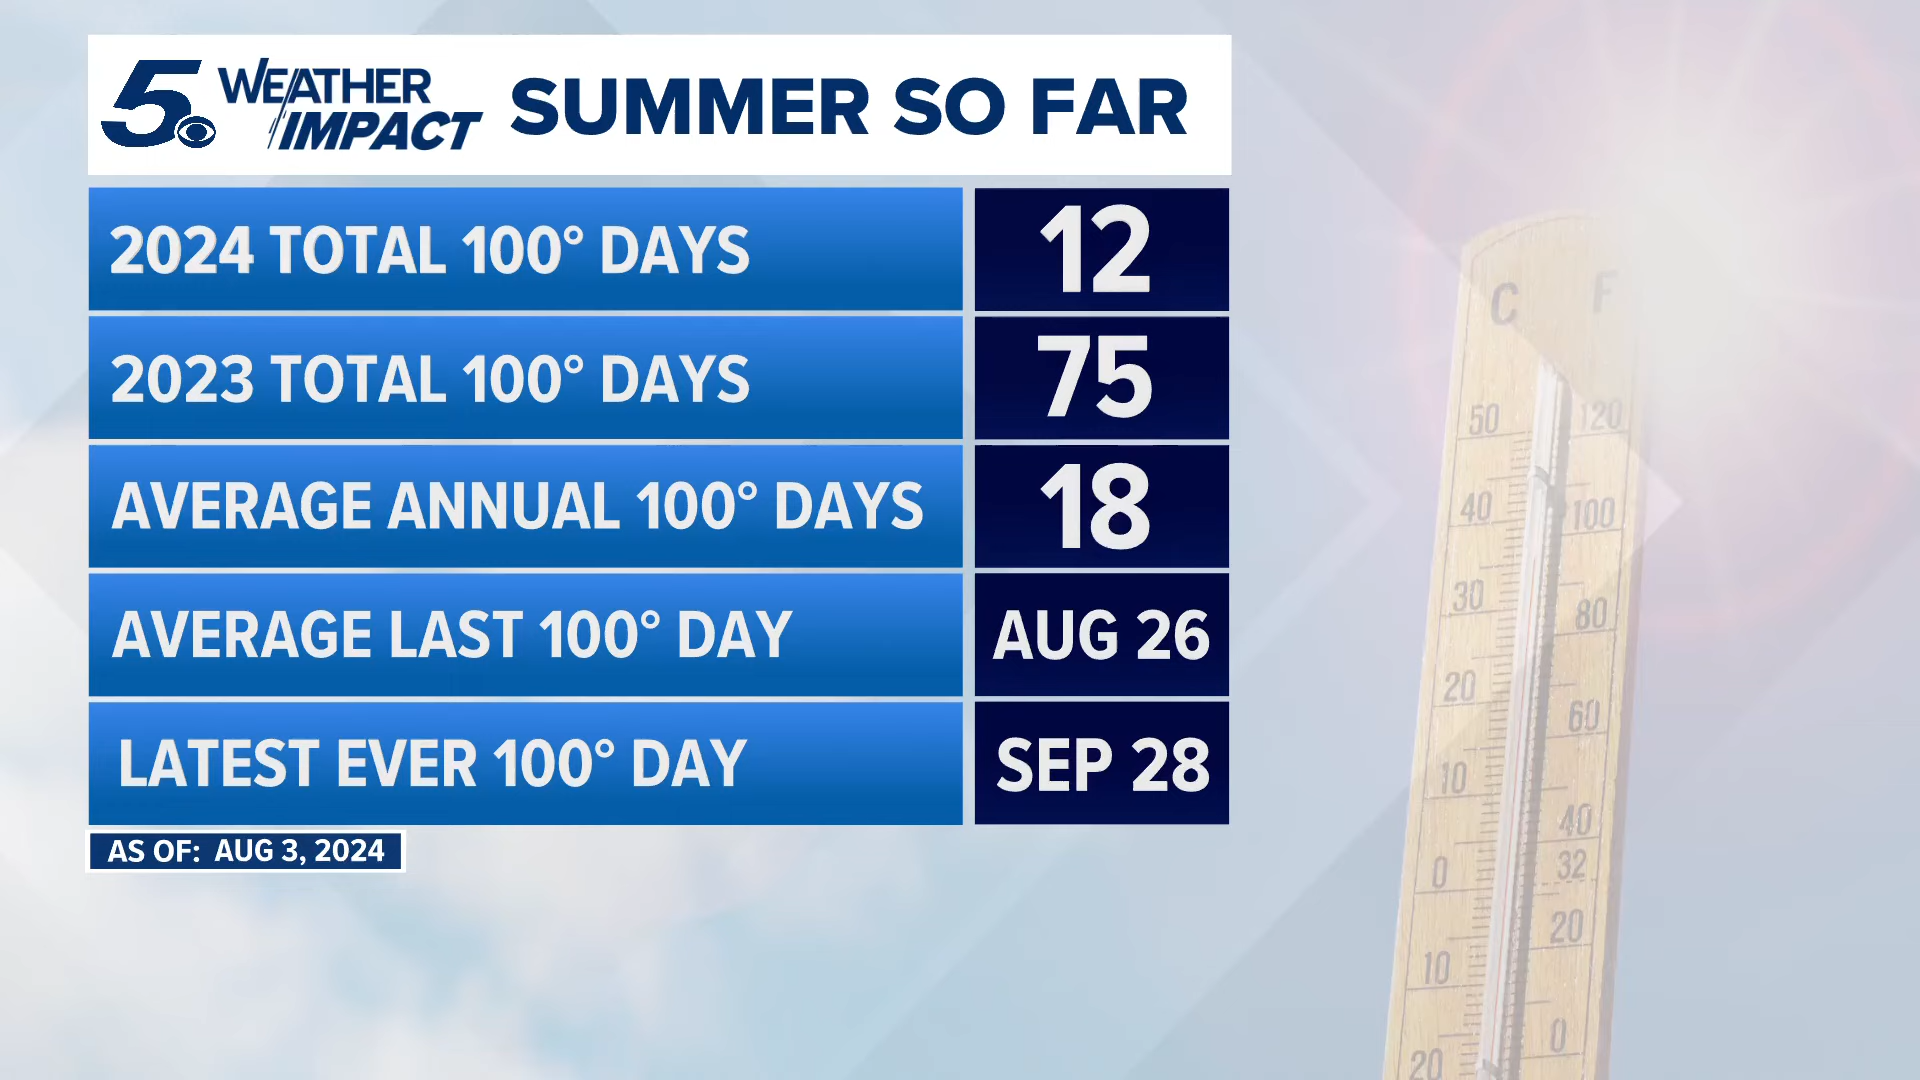 5 WEATHER IMPACT SUMMER SO FAR
2024 TOTAL 100° DAYS 12
2023 TOTAL 100° DAYS 75
AVERAGE ANNUAL 100° DAYS 18
AVERAGE LAST 100° DAY AUG 26
LATEST EVER 100° DAY SEP 28
AS OF: AUG 3, 2024
C F
50 120
40 100
30 80
20 60
10 40
0 32
10 20
20 0